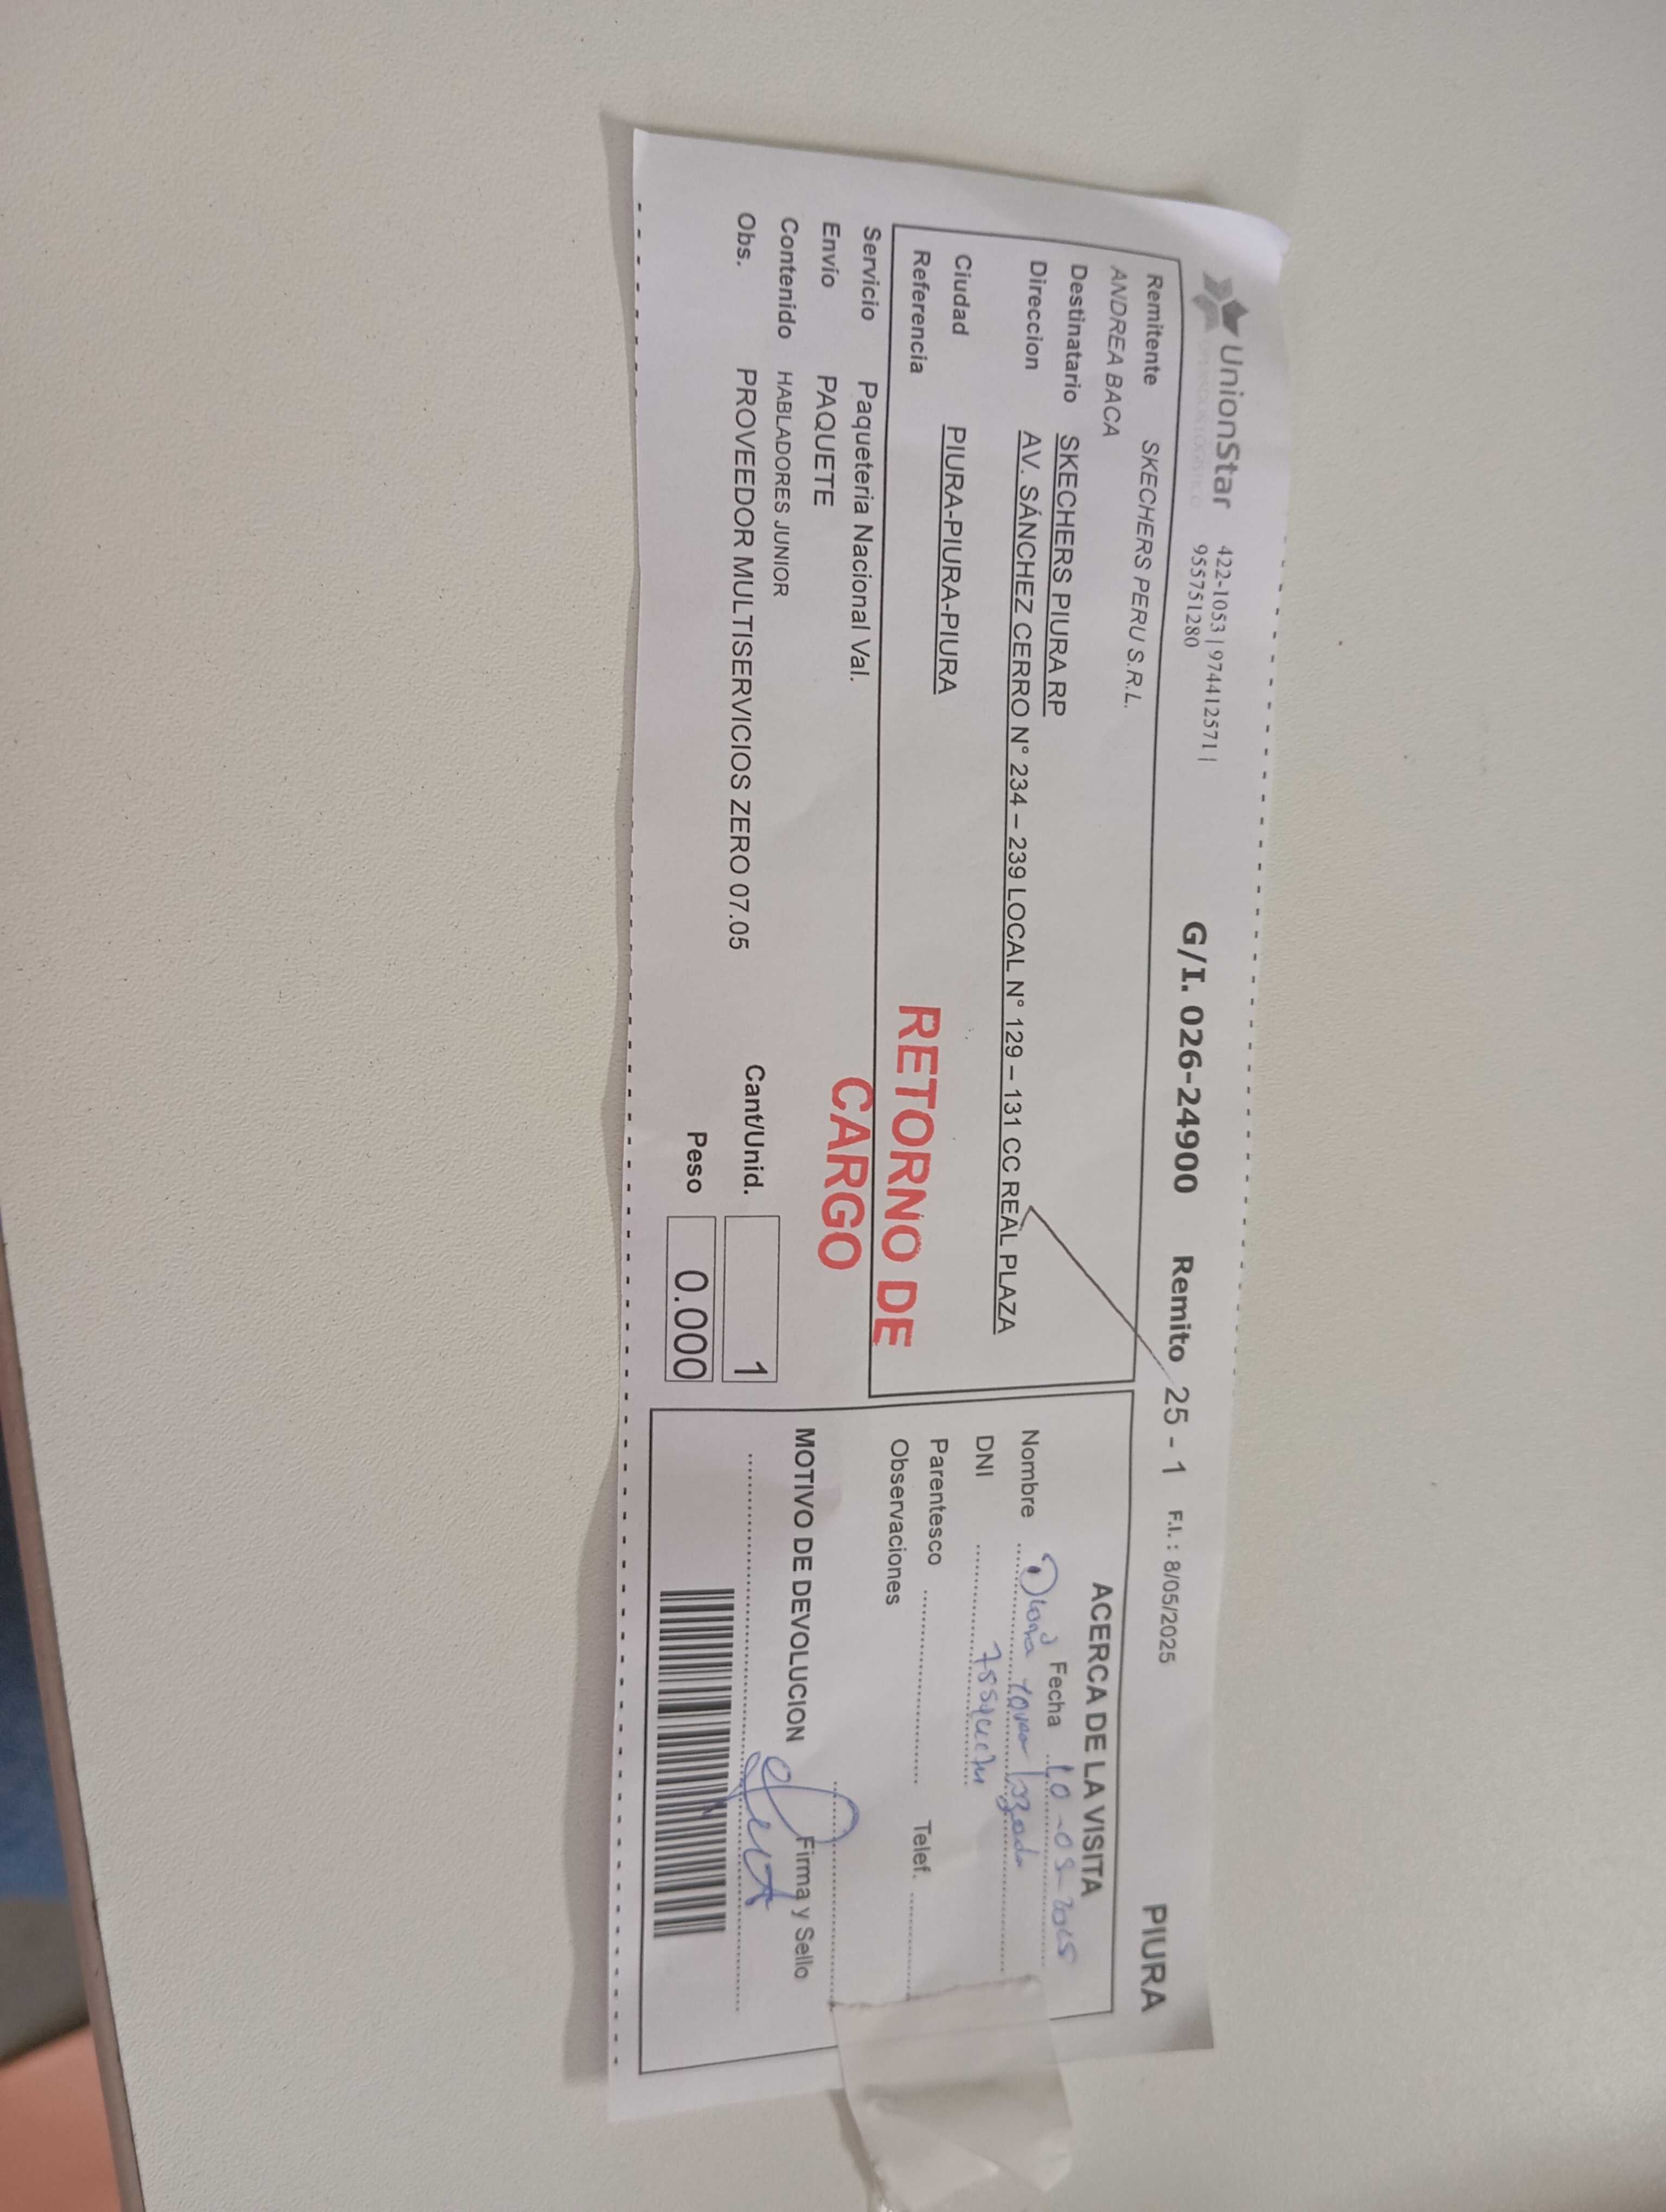 UnionStar 422-1053 | 974412571 |
955751280
G/I. 026-24900 Remito 25 - 1 F.I. : 8/05/2025 PIURA
Remitente SKECHERS PERU S.R.L.
ANDREA BACA
Destinatario SKECHERS PIURA RP
Direccion AV. SÁNCHEZ CERRO N° 234 – 239 LOCAL N° 129 – 131 CC REAL PLAZA
Ciudad PIURA-PIURA-PIURA
Referencia
RETORNO DE
CARGO
Servicio Paqueteria Nacional Val.
Envío PAQUETE
Contenido HABLADORES JUNIOR
Obs. PROVEEDOR MULTISERVICIOS ZERO 07.05
Cant/Unid. 1
Peso 0.000
ACERCA DE LA VISITA
Fecha 10-05-2025
Nombre
DNI
Parentesco Telef.
Observaciones
Firma y Sello
MOTIVO DE DEVOLUCION